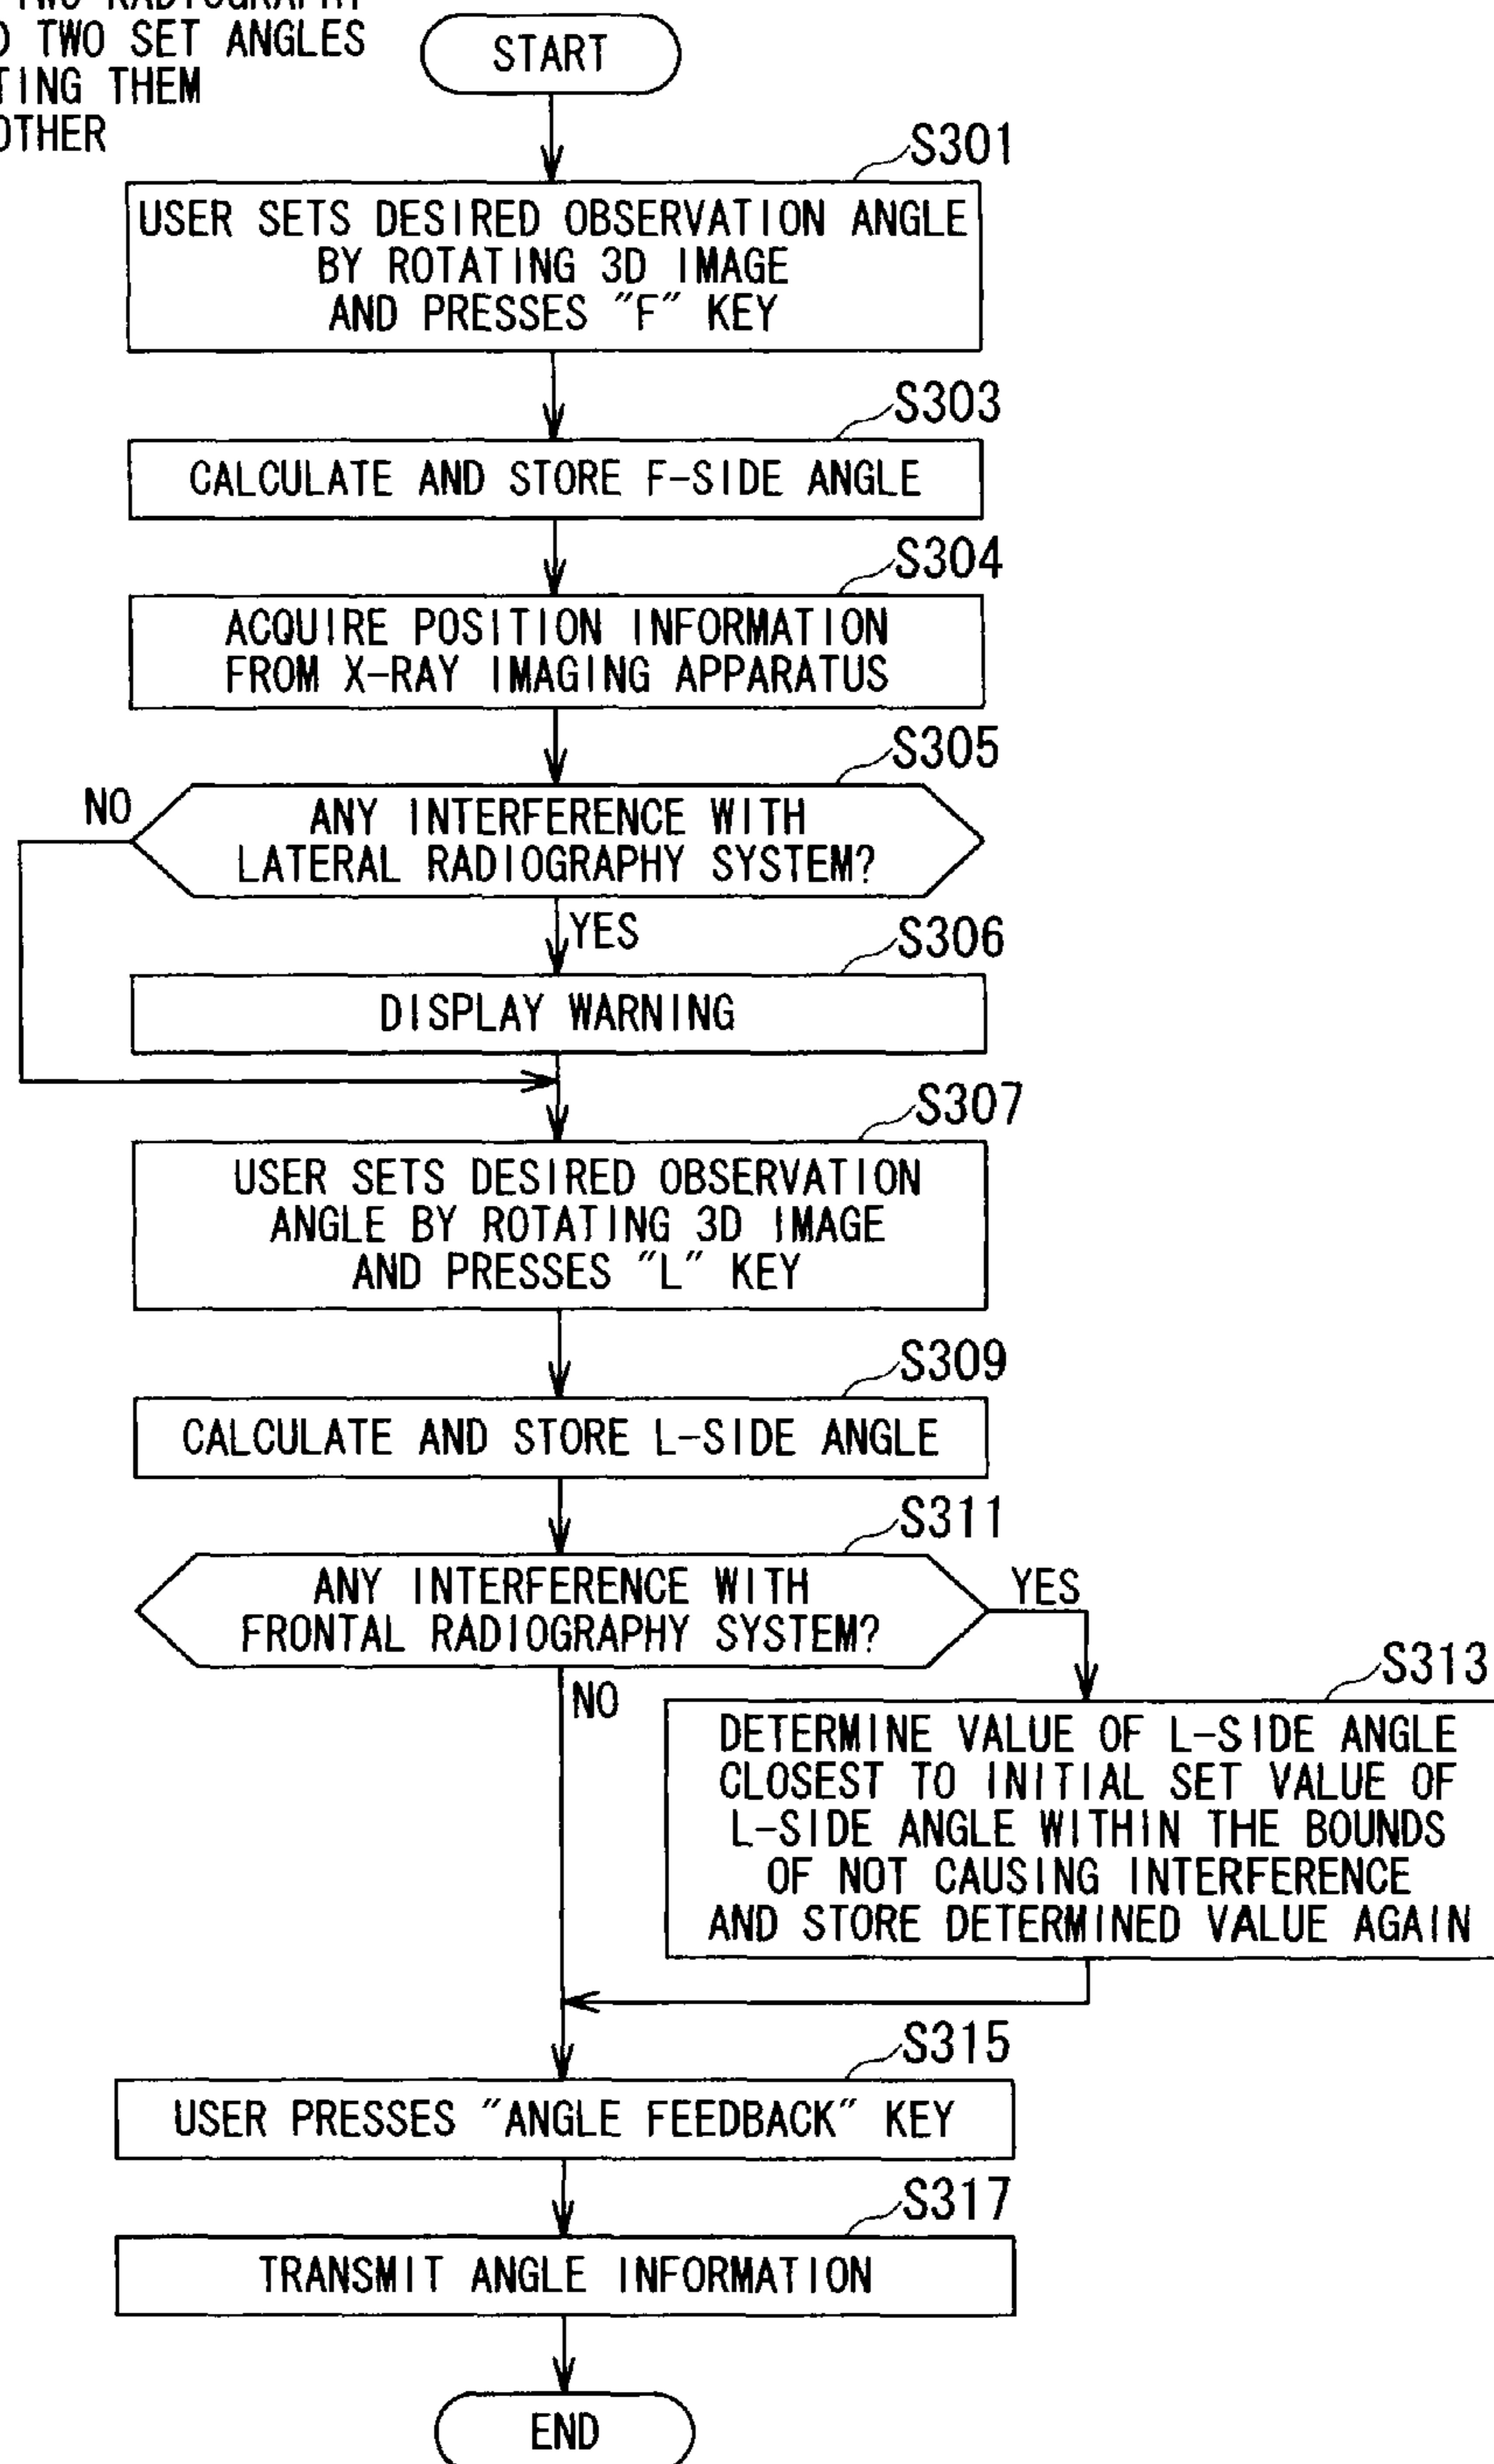 TWO RADIOGRAPHY
TWO SET ANGLES
THEM
START
S301
USER SETS DESIRED OBSERVATION ANGLE
BY ROTATING 3D IMAGE
AND PRESSES "F" KEY
S303
CALCULATE AND STORE F-SIDE ANGLE
S304
ACQUIRE POSITION INFORMATION
FROM X-RAY IMAGING APPARATUS
S305
NO
ANY INTERFERENCE WITH
LATERAL RADIOGRAPHY SYSTEM?
YES
S306
DISPLAY WARNING
S307
USER SETS DESIRED OBSERVATION
ANGLE BY ROTATING 3D IMAGE
AND PRESSES "L" KEY
S309
CALCULATE AND STORE L-SIDE ANGLE
S311
ANY INTERFERENCE WITH
FRONTAL RADIOGRAPHY SYSTEM?
YES
NO
S313
DETERMINE VALUE OF L-SIDE ANGLE
CLOSEST TO INITIAL SET VALUE OF
L-SIDE ANGLE WITHIN THE BOUNDS
OF NOT CAUSING INTERFERENCE
AND STORE DETERMINED VALUE AGAIN
S315
USER PRESSES "ANGLE FEEDBACK" KEY
S317
TRANSMIT ANGLE INFORMATION
END